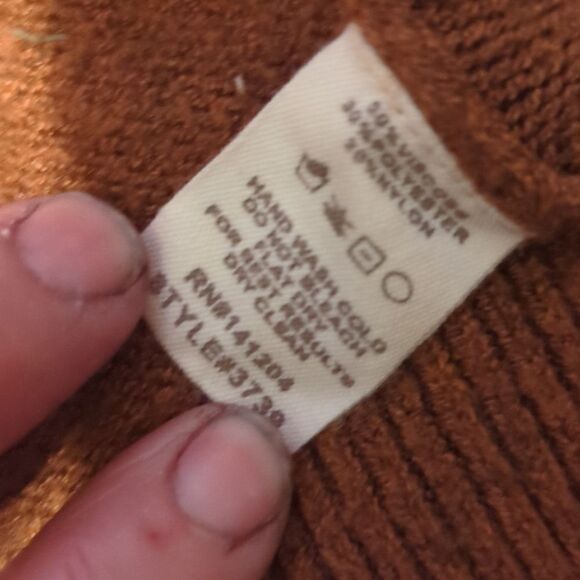 50% VISCOSE
30% POLYESTER
20% NYLON
HAND WASH COLD
DO NOT BLEACH
FLAT DRY
FOR BEST RESULTS
DRY CLEAN
RN#141204
STYLE#3739